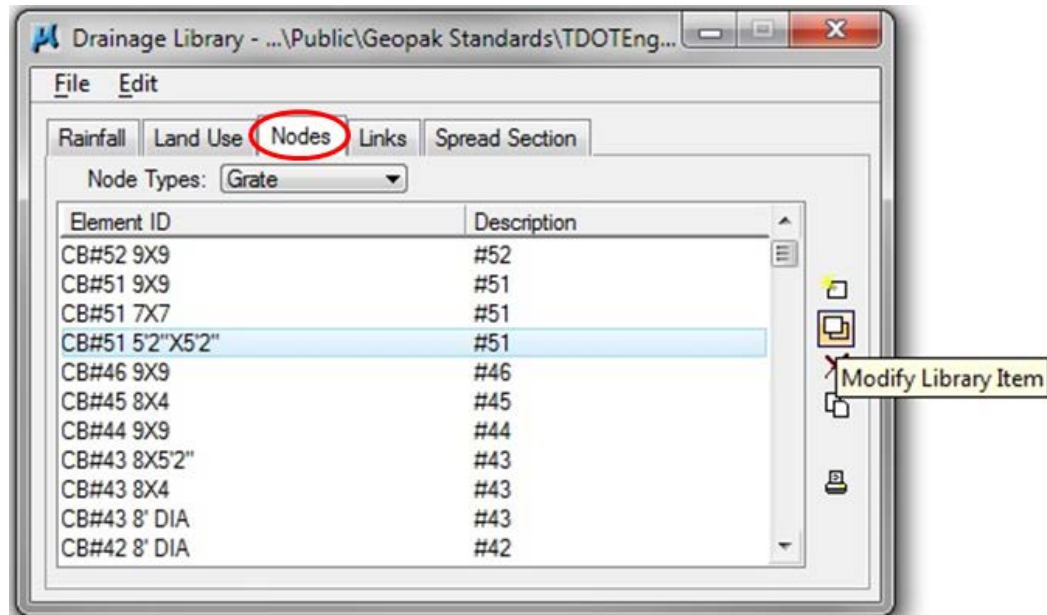 Drainage Library - ...\Public\Geopak Standards\TDOTEng...
File Edit
Rainfall Land Use Nodes Links Spread Section
Node Types: Grate
Element ID Description
CB#52 9X9 #52
CB#51 9X9 #51
CB#51 7X7 #51
CB#51 5'2"X5'2" #51
CB#46 9X9 #46
CB#45 8X4 #45
CB#44 9X9 #44
CB#43 8X5'2" #43
CB#43 8X4 #43
CB#43 8' DIA #43
CB#42 8' DIA #42
Modify Library Item